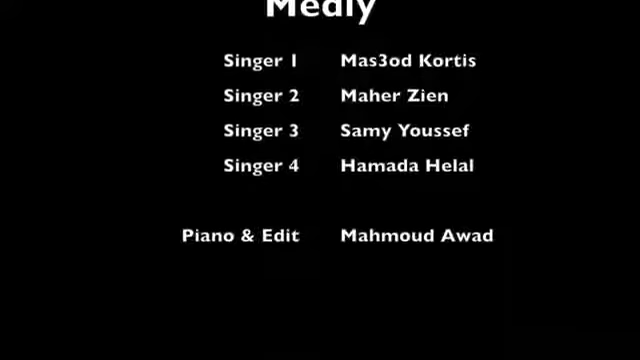 Medly
Singer 1 Mas3od Kortis
Singer 2 Maher Zien
Singer 3 Samy Youssef
Singer 4 Hamada Helal
Piano & Edit Mahmoud Awad